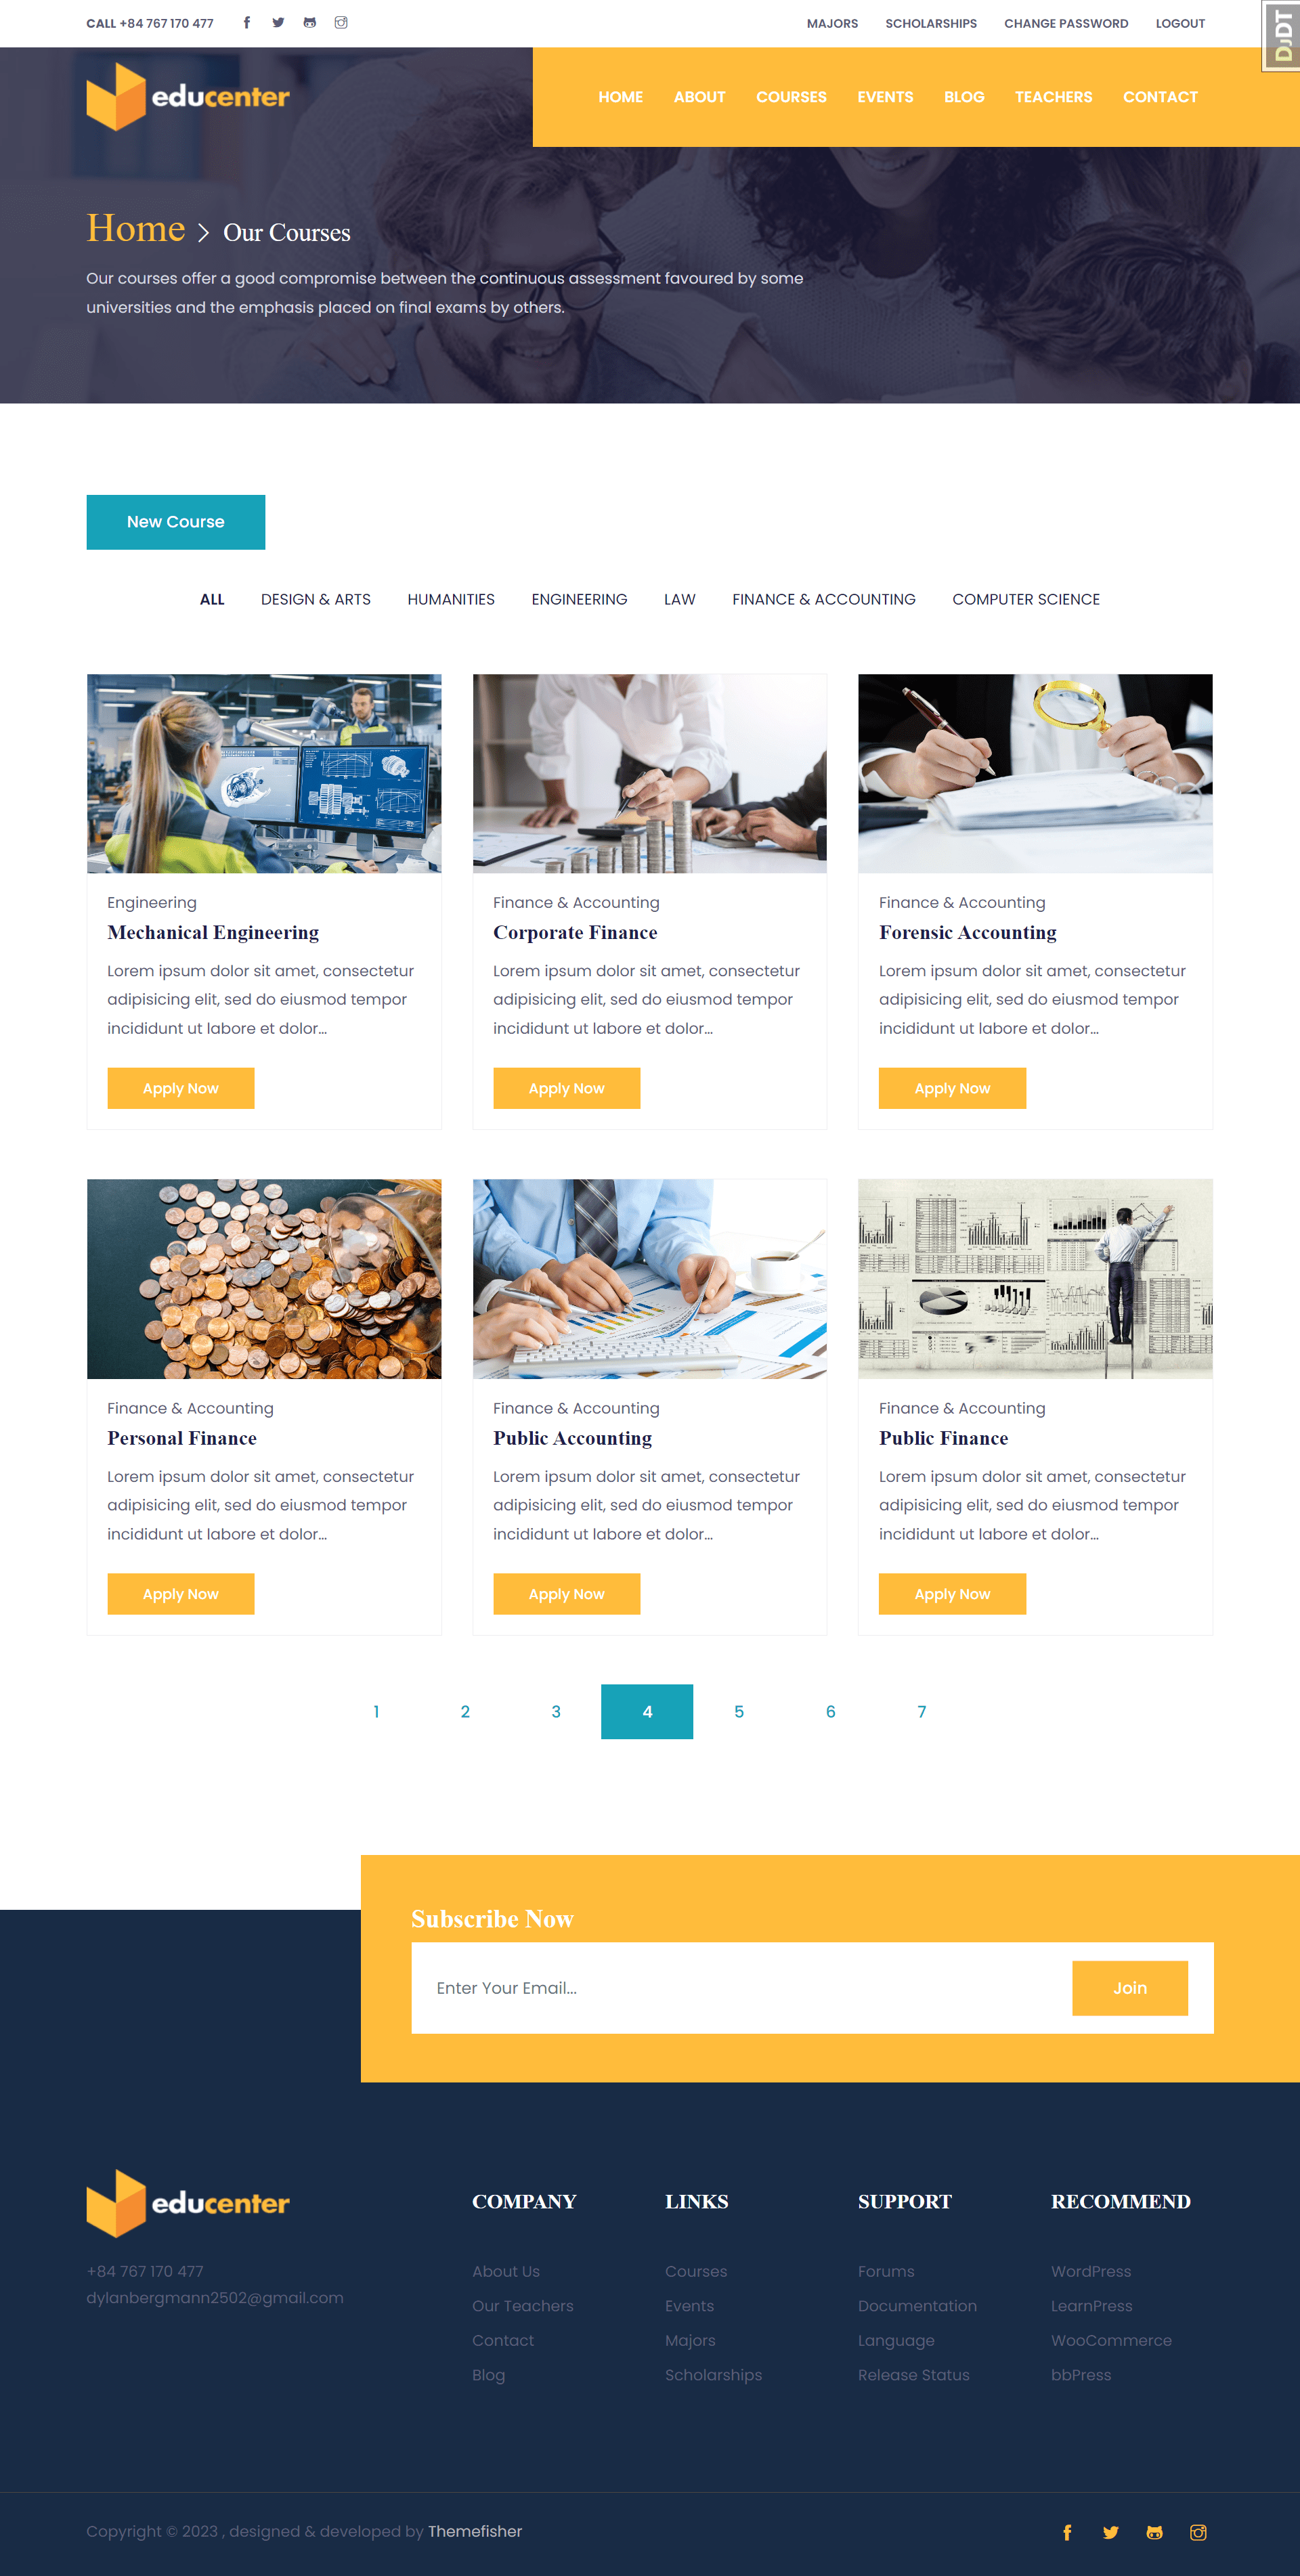 CALL +84 767 170 477
MAJORS SCHOLARSHIPS CHANGE PASSWORD LOGOUT
DJDT
educenter
HOME ABOUT COURSES EVENTS BLOG TEACHERS CONTACT
Home > Our Courses
Our courses offer a good compromise between the continuous assessment favoured by some
universities and the emphasis placed on final exams by others.
New Course
ALL DESIGN & ARTS HUMANITIES ENGINEERING LAW FINANCE & ACCOUNTING COMPUTER SCIENCE
Engineering
Mechanical Engineering
Lorem ipsum dolor sit amet, consectetur
adipisicing elit, sed do eiusmod tempor
incididunt ut labore et dolor...
Apply Now
Finance & Accounting
Corporate Finance
Lorem ipsum dolor sit amet, consectetur
adipisicing elit, sed do eiusmod tempor
incididunt ut labore et dolor...
Apply Now
Finance & Accounting
Forensic Accounting
Lorem ipsum dolor sit amet, consectetur
adipisicing elit, sed do eiusmod tempor
incididunt ut labore et dolor...
Apply Now
Finance & Accounting
Personal Finance
Lorem ipsum dolor sit amet, consectetur
adipisicing elit, sed do eiusmod tempor
incididunt ut labore et dolor...
Apply Now
Finance & Accounting
Public Accounting
Lorem ipsum dolor sit amet, consectetur
adipisicing elit, sed do eiusmod tempor
incididunt ut labore et dolor...
Apply Now
Finance & Accounting
Public Finance
Lorem ipsum dolor sit amet, consectetur
adipisicing elit, sed do eiusmod tempor
incididunt ut labore et dolor...
Apply Now
1 2 3 4 5 6 7
Subscribe Now
Enter Your Email...
Join
educenter
+84 767 170 477
dylanbergmann2502@gmail.com
COMPANY
About Us
Our Teachers
Contact
Blog
LINKS
Courses
Events
Majors
Scholarships
SUPPORT
Forums
Documentation
Language
Release Status
RECOMMEND
WordPress
LearnPress
WooCommerce
bbPress
Copyright © 2023 , designed & developed by Themefisher